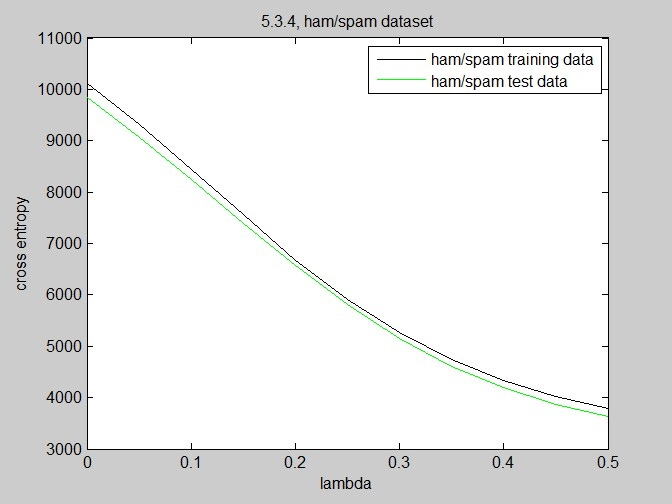 5.3.4, ham/spam dataset
11000
10000
9000
8000
7000
6000
5000
4000
3000
cross entropy
ham/spam training data
ham/spam test data
0 0.1 0.2 0.3 0.4 0.5
lambda